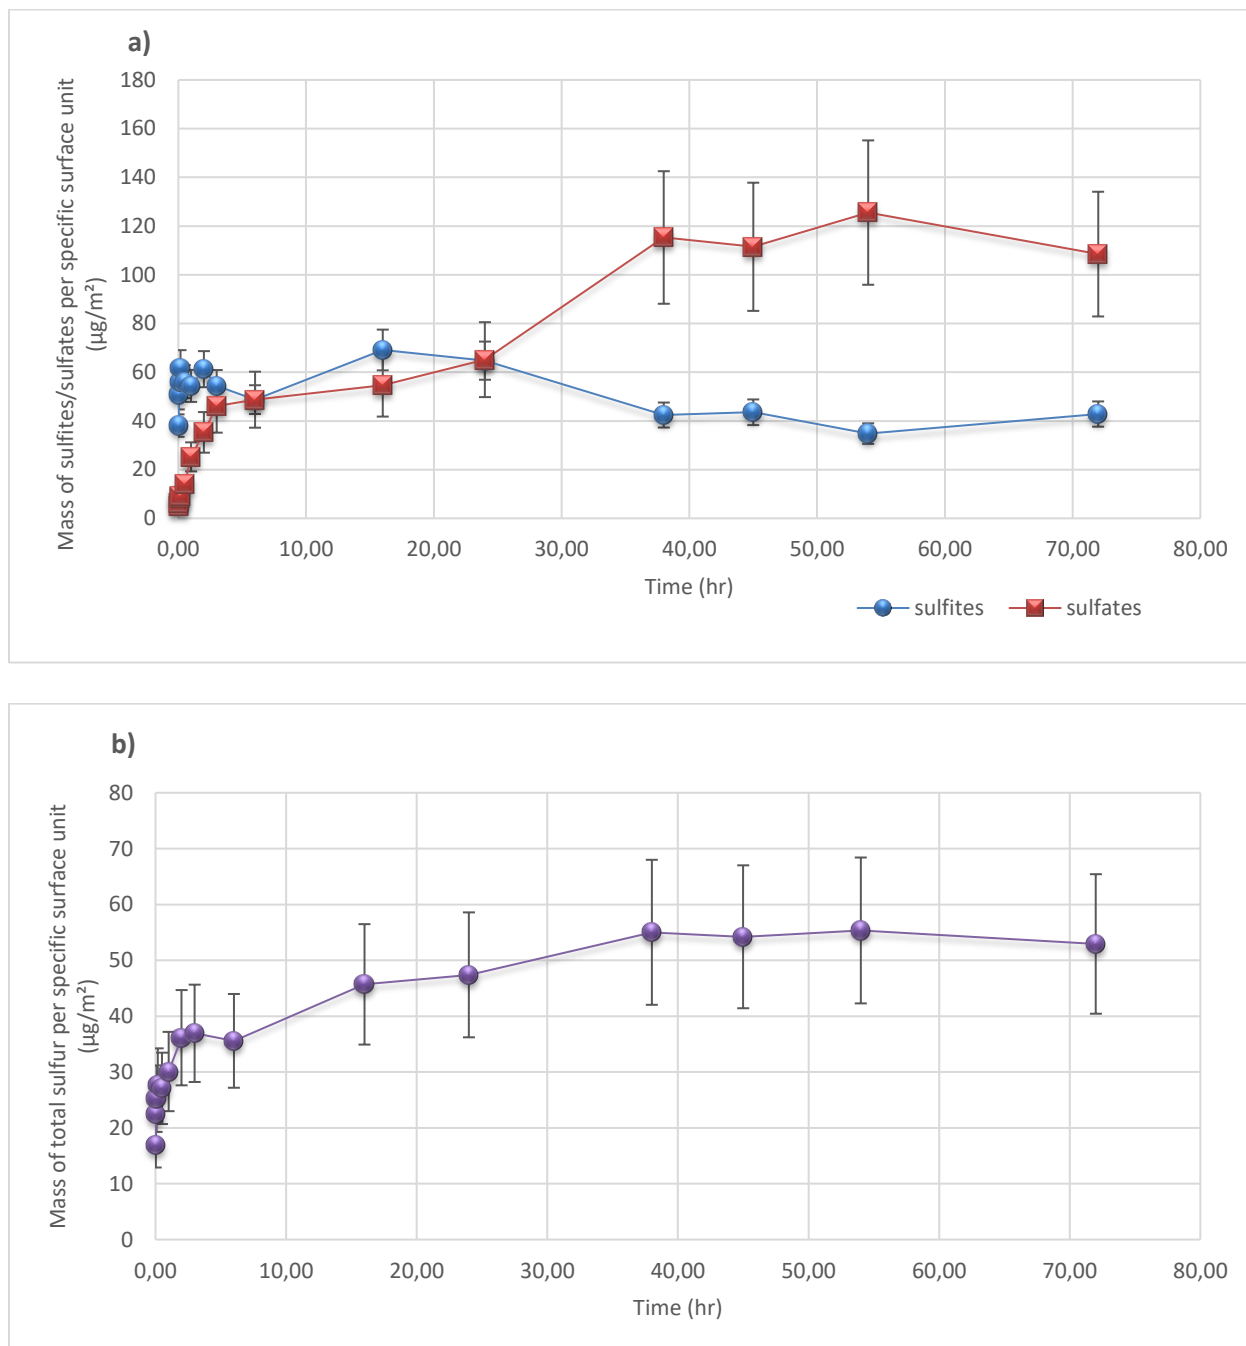 a)
Mass of sulfites/sulfates per specific surface unit
(µg/m²)
180
160
140
120
100
80
60
40
20
0
0,00 10,00 20,00 30,00 40,00 50,00 60,00 70,00 80,00
Time (hr)
sulfites sulfates
b)
Mass of total sulfur per specific surface unit
(µg/m²)
80
70
60
50
40
30
20
10
0
0,00 10,00 20,00 30,00 40,00 50,00 60,00 70,00 80,00
Time (hr)